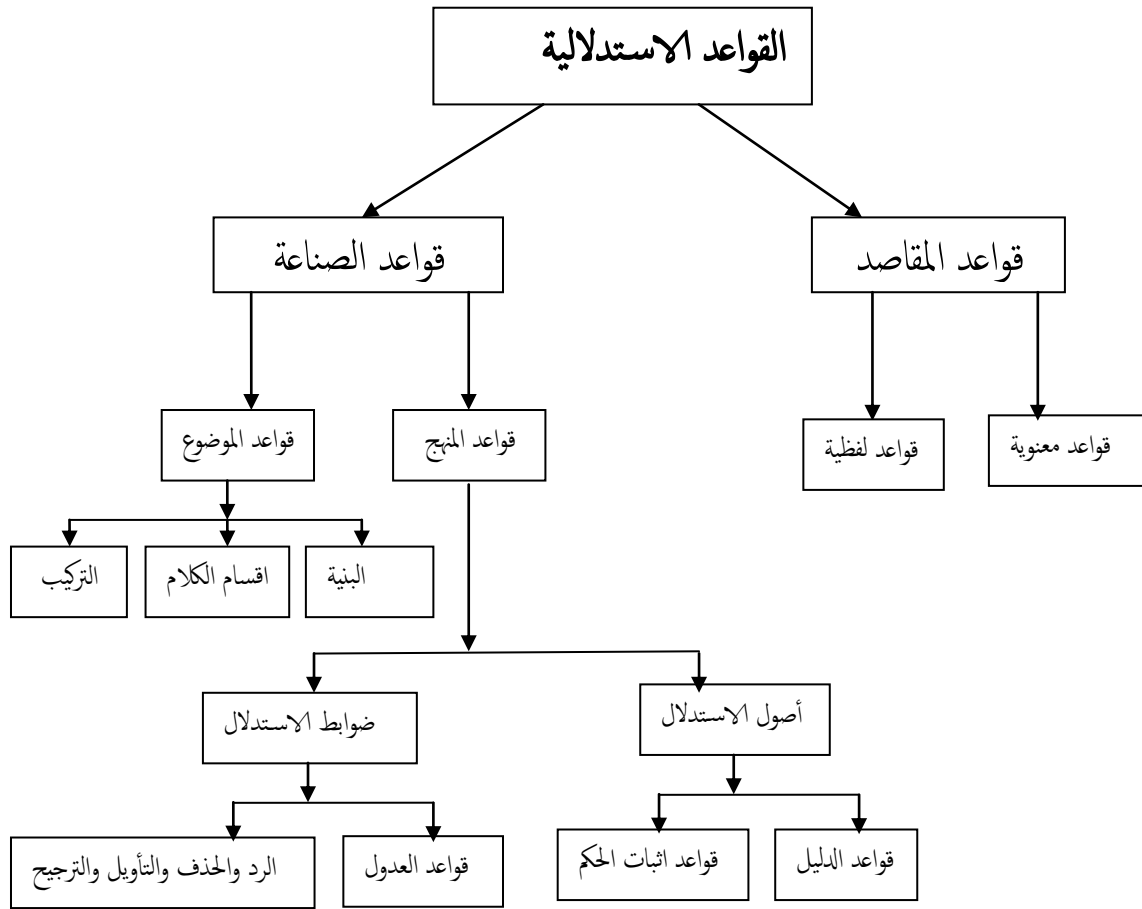 القواعد الاستدلالية
قواعد المقاصد
قواعد الصناعة
قواعد معنوية
قواعد لفظية
قواعد المنهج
قواعد الموضوع
البنية
اقسام الكلام
التركيب
أصول الاستدلال
ضوابط الاستدلال
قواعد الدليل
قواعد اثبات الحكم
قواعد العدول
الرد والحذف والتأويل والترجيح